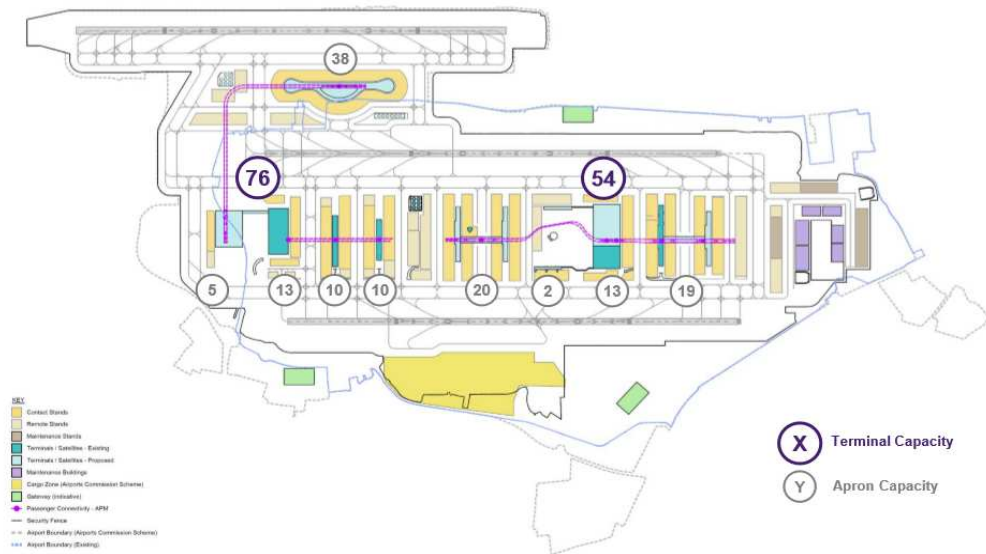 38
76
54
5
13
10
10
20
2
13
19
KEY
Contact Stands
Remote Stands
Maintenance Stands
Terminals / Satellites - Existing
Terminals / Satellites - Proposed
Maintenance Buildings
Cargo Zone (Airports Commission Scheme)
Gateway (indicative)
Passenger Connectivity - APM
Security Fence
Airport Boundary (Airports Commission Scheme)
Airport Boundary (Existing)
X Terminal Capacity
Y Apron Capacity